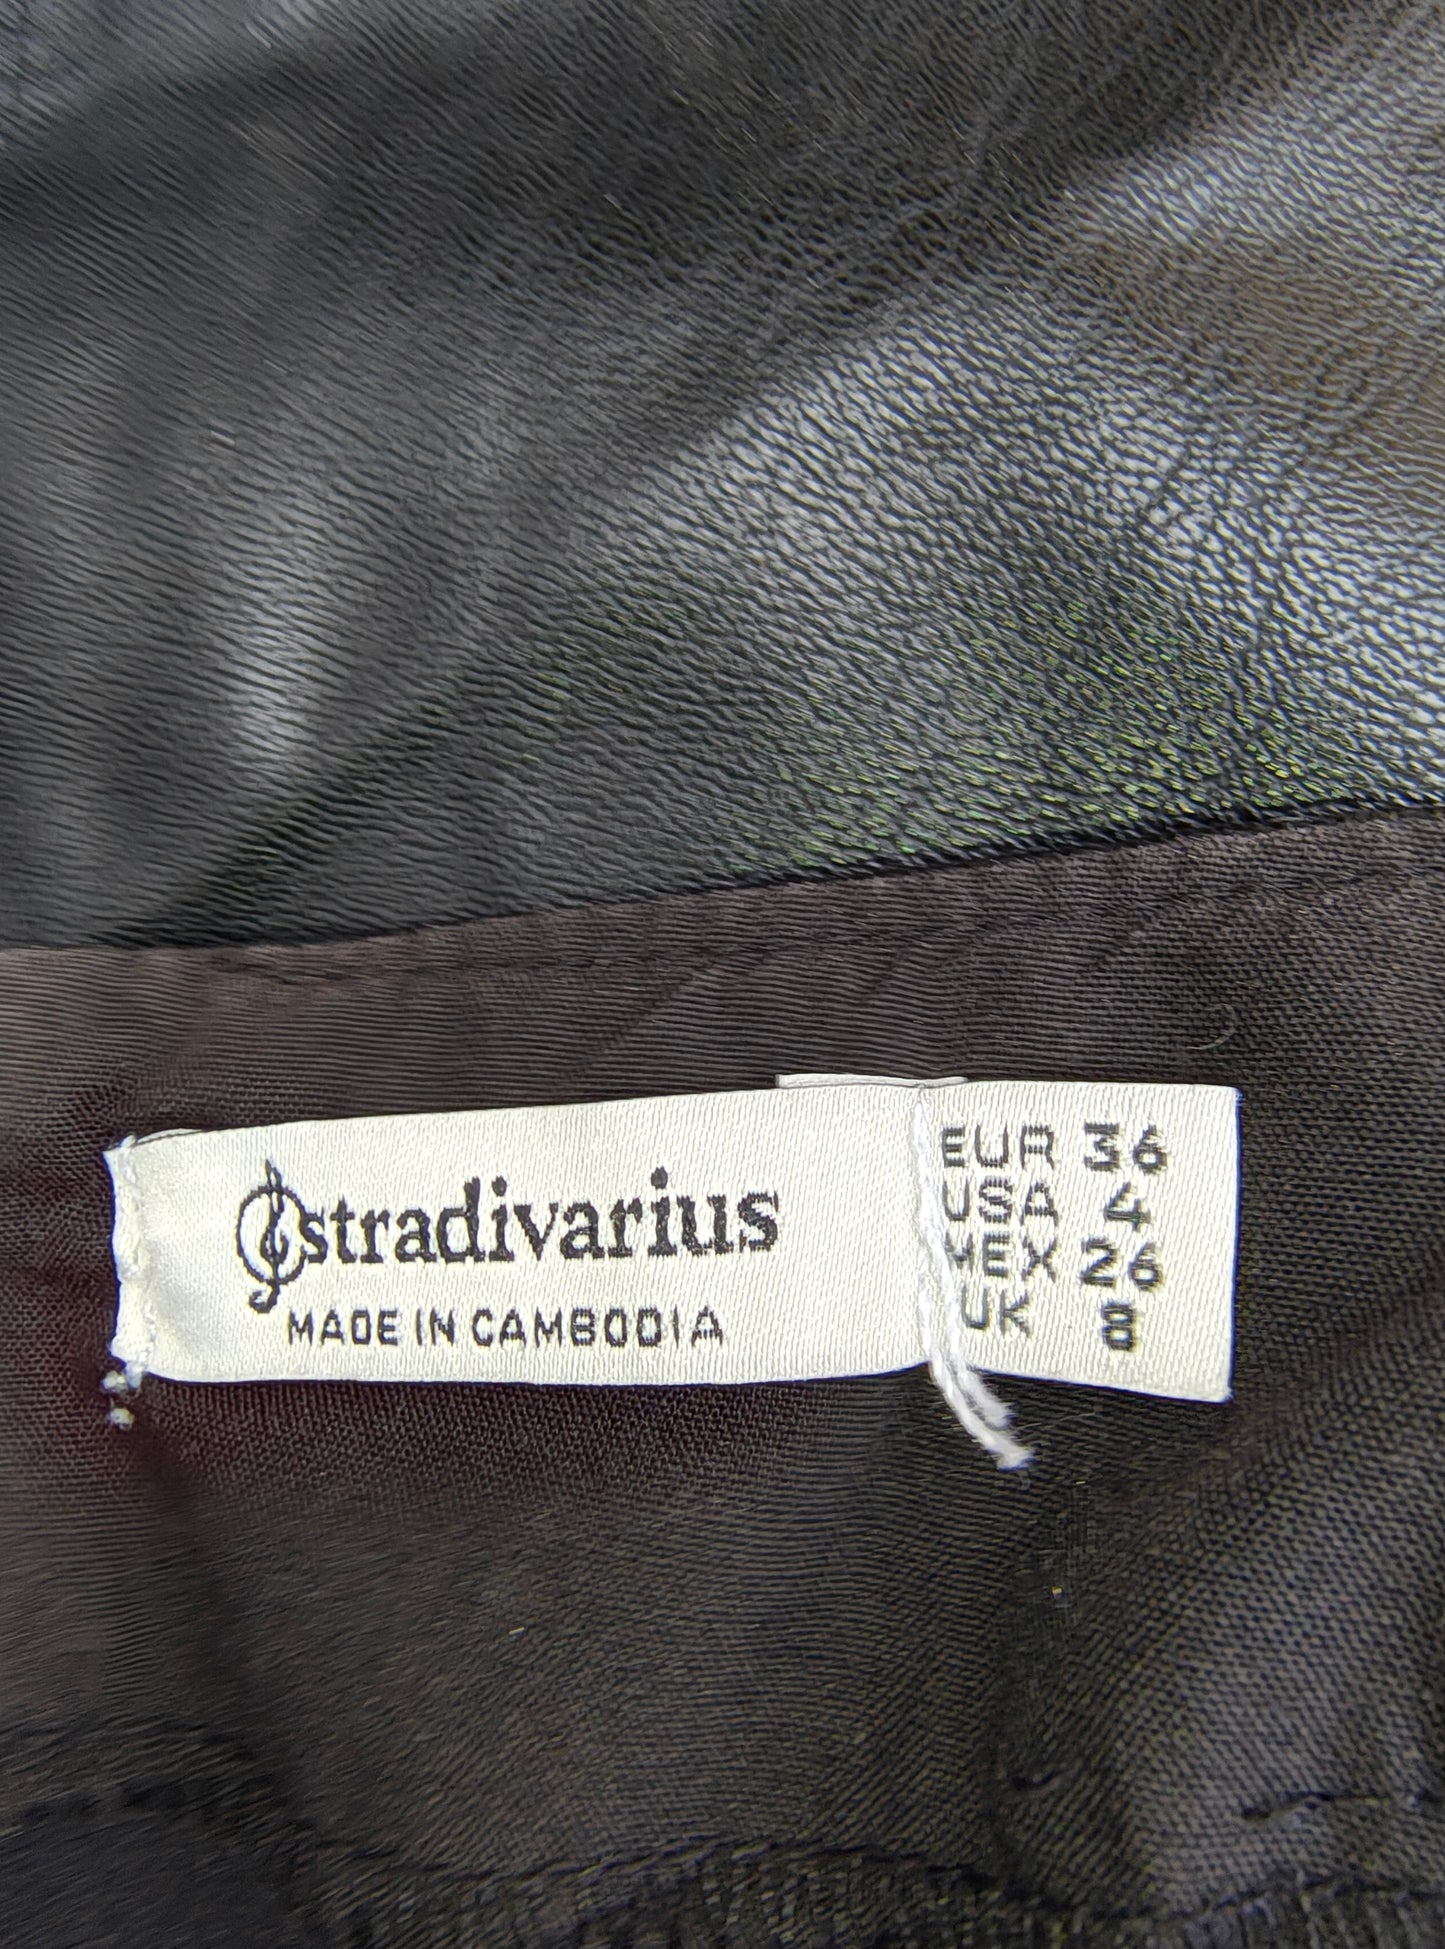 stradivarius
MADE IN CAMBODIA
EUR 36
USA 4
MEX 26
UK 8